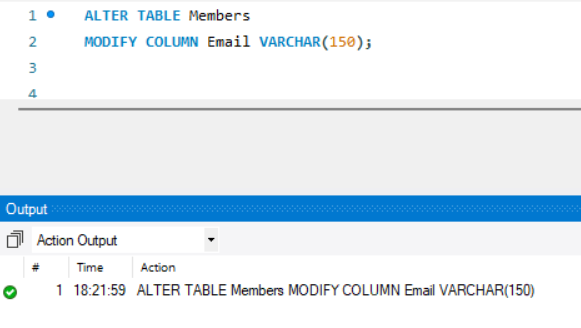 1 ALTER TABLE Members
2 MODIFY COLUMN Email VARCHAR(150);
3
4
Output
Action Output
# Time Action
1 18:21:59 ALTER TABLE Members MODIFY COLUMN Email VARCHAR(150)